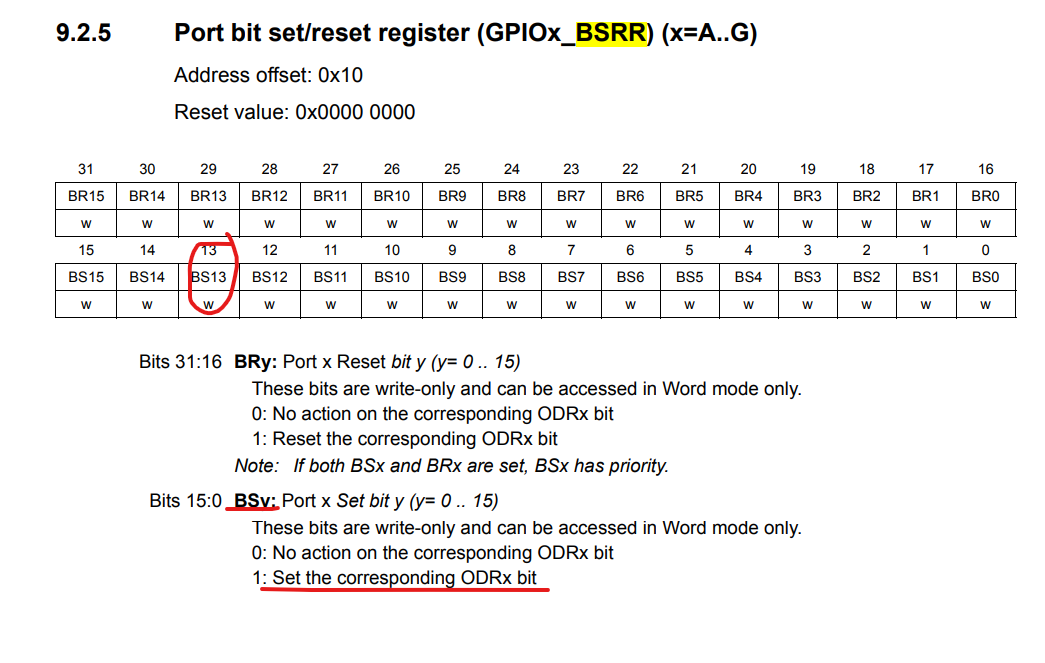 9.2.5 Port bit set/reset register (GPIOx_BSRR) (x=A..G)
Address offset: 0x10
Reset value: 0x0000 0000
31 30 29 28 27 26 25 24 23 22 21 20 19 18 17 16
BR15 BR14 BR13 BR12 BR11 BR10 BR9 BR8 BR7 BR6 BR5 BR4 BR3 BR2 BR1 BR0
w w w w w w w w w w w w w w w w
15 14 13 12 11 10 9 8 7 6 5 4 3 2 1 0
BS15 BS14 BS13 BS12 BS11 BS10 BS9 BS8 BS7 BS6 BS5 BS4 BS3 BS2 BS1 BS0
w w w w w w w w w w w w w w w w
Bits 31:16 BRy: Port x Reset bit y (y= 0 .. 15)
These bits are write-only and can be accessed in Word mode only.
0: No action on the corresponding ODRx bit
1: Reset the corresponding ODRx bit
Note: If both BSx and BRx are set, BSx has priority.
Bits 15:0 BSy: Port x Set bit y (y= 0 .. 15)
These bits are write-only and can be accessed in Word mode only.
0: No action on the corresponding ODRx bit
1: Set the corresponding ODRx bit